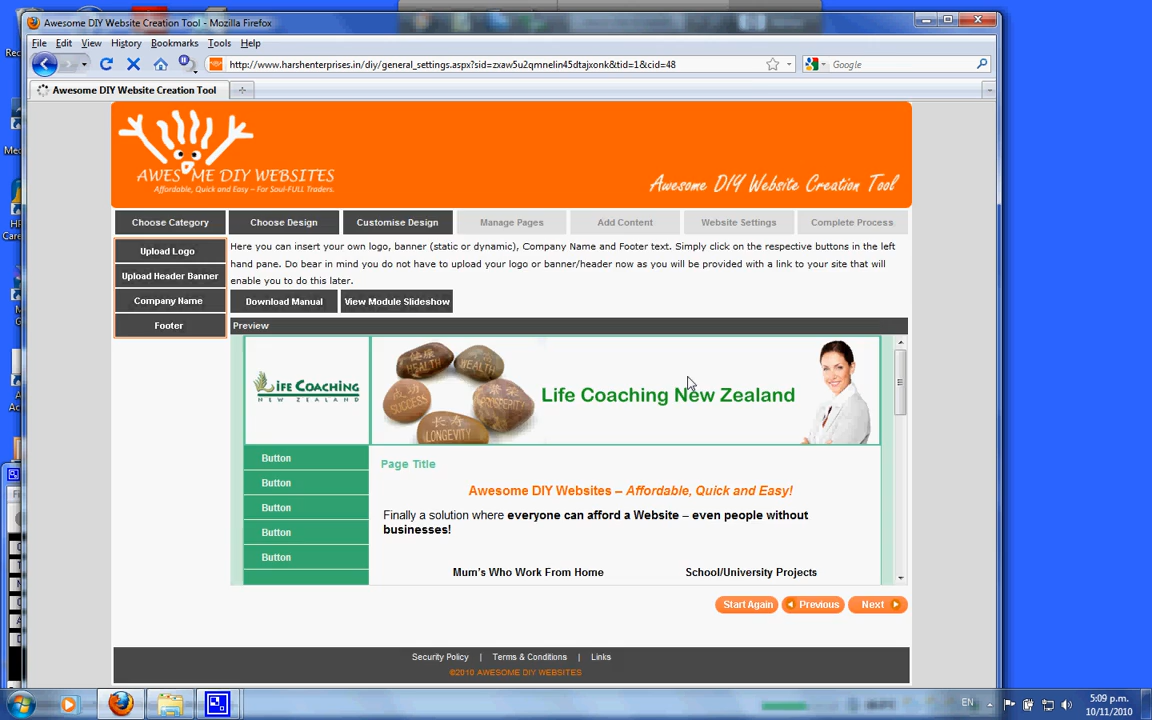 Awesome DIY Website Creation Tool - Mozilla Firefox
File Edit View History Bookmarks Tools Help
http://www.harshenterprises.in/diy/general_settings.aspx?sid=zxaw5u2qmnelin45dtajxonk&tid=1&cid=48
Google
Awesome DIY Website Creation Tool
AWESOME DIY WEBSITES
Affordable, Quick and Easy – For Soul-FULL Traders.
Awesome DIY Website Creation Tool
Choose Category Choose Design Customise Design Manage Pages Add Content Website Settings Complete Process
Upload Logo
Upload Header Banner
Company Name
Footer
Here you can insert your own logo, banner (static or dynamic), Company Name and Footer text. Simply click on the respective buttons in the left
hand pane. Do bear in mind you do not have to upload your logo or banner/header now as you will be provided with a link to your site that will
enable you to do this later.
Download Manual View Module Slideshow
Preview
LIFE COACHING
NEW ZEALAND
健康
HEALTH
WEALTH
成功
SUCCESS
PROSPERITY
長寿
LONGEVITY
Life Coaching New Zealand
Button
Button
Button
Button
Button
Page Title
Awesome DIY Websites – Affordable, Quick and Easy!
Finally a solution where everyone can afford a Website – even people without
businesses!
Mum's Who Work From Home School/University Projects
Start Again Previous Next
Security Policy | Terms & Conditions | Links
©2010 AWESOME DIY WEBSITES
EN
5:09 p.m.
10/11/2010